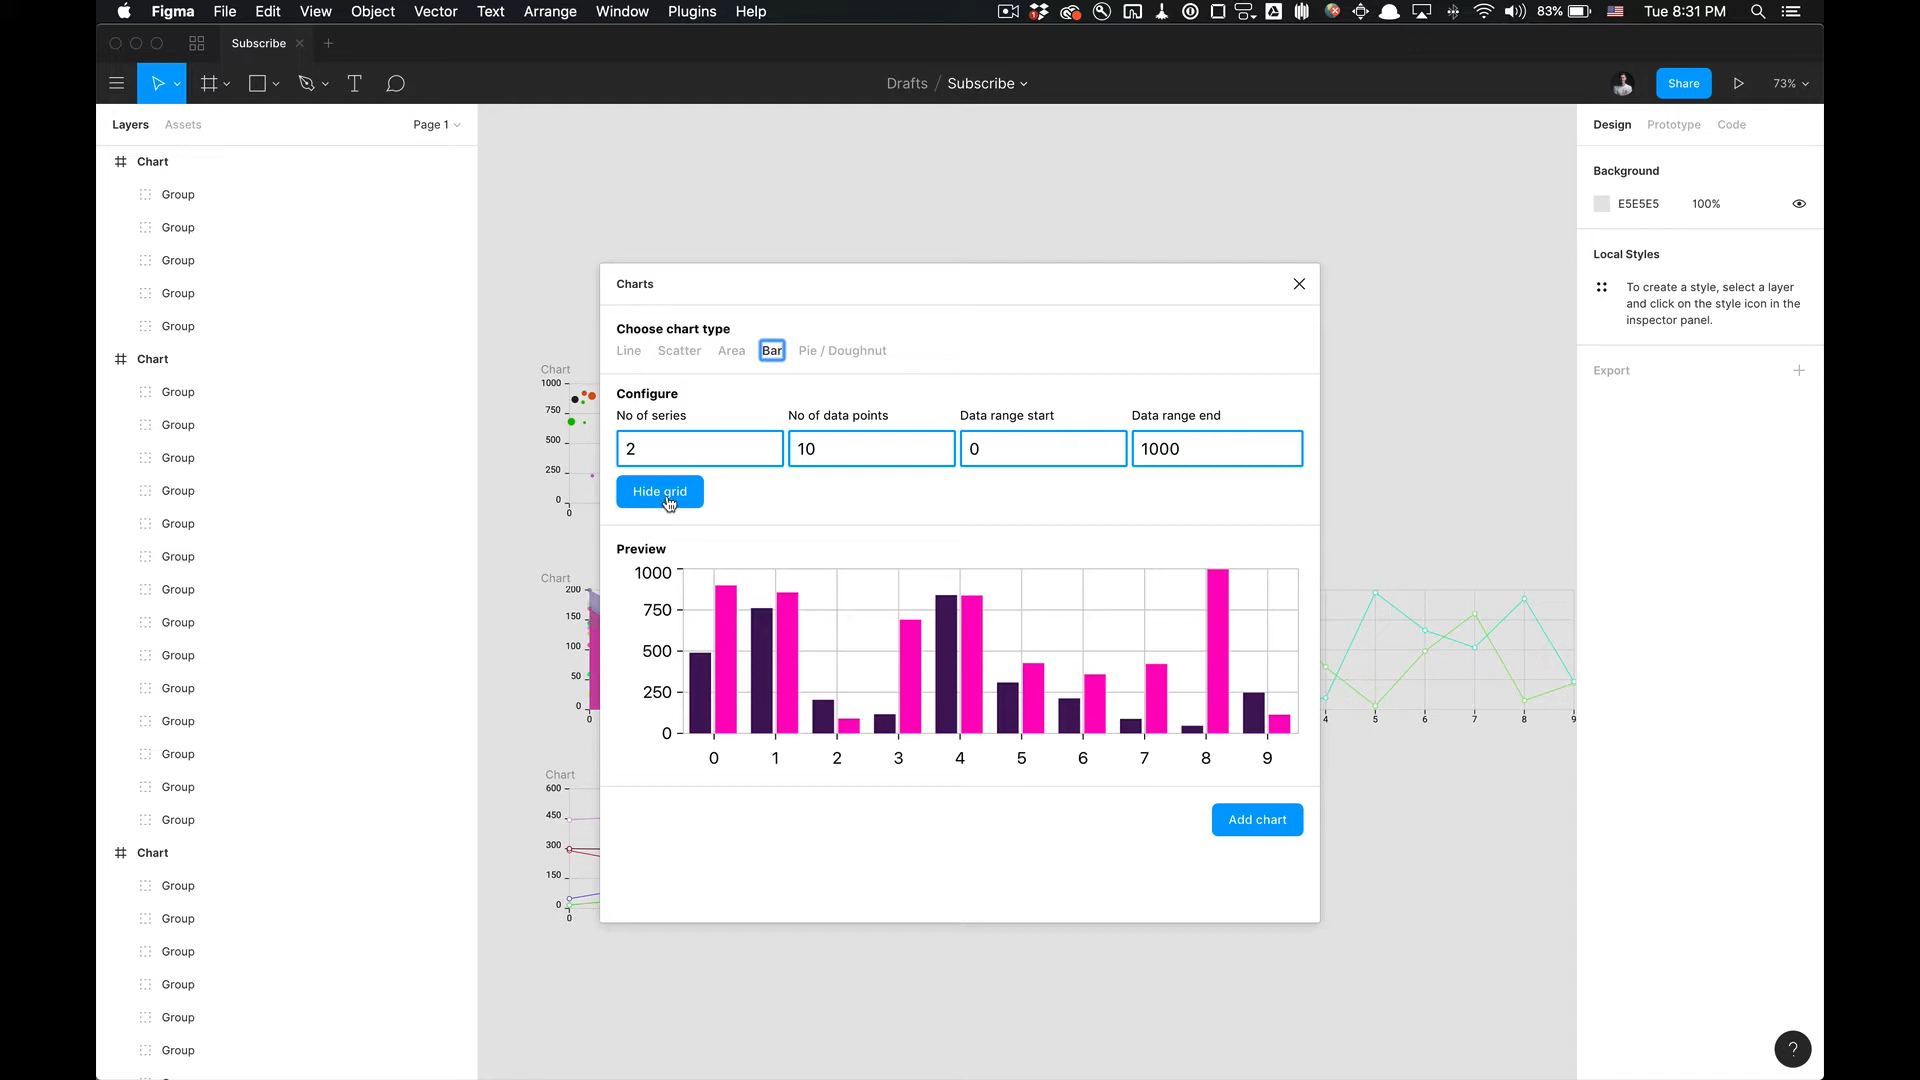 Figma File Edit View Object Vector Text Arrange Window Plugins Help 83% Tue 8:31 PM
Subscribe
Drafts / Subscribe Share 73%
Layers Assets Page 1
Design Prototype Code
Chart
Group
Group
Group
Group
Group
Chart
Group
Group
Group
Group
Group
Group
Group
Group
Group
Group
Group
Group
Group
Group
Chart
Group
Group
Group
Group
Group
Group
Chart
1000
750
500
250
0
0
Chart
200
150
100
50
0
0
Chart
600
450
300
150
0
0
Charts
Choose chart type
Line Scatter Area Bar Pie / Doughnut
Configure
No of series No of data points Data range start Data range end
2 10 0 1000
Hide grid
Preview
1000
750
500
250
0
0 1 2 3 4 5 6 7 8 9
Add chart
4 5 6 7 8 9
Background
E5E5E5 100%
Local Styles
To create a style, select a layer
and click on the style icon in the
inspector panel.
Export
?